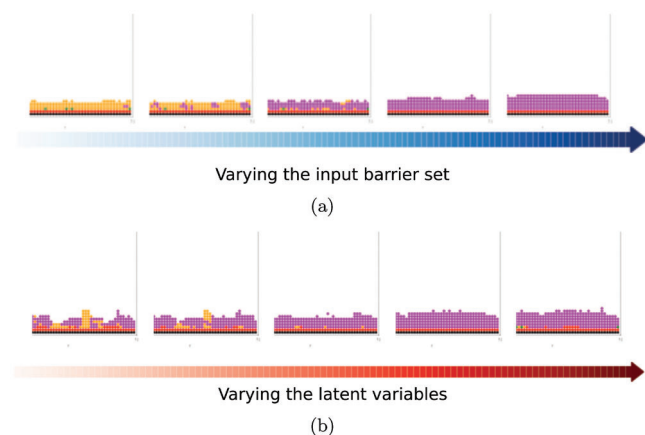 Varying the input barrier set
(a)
Varying the latent variables
(b)